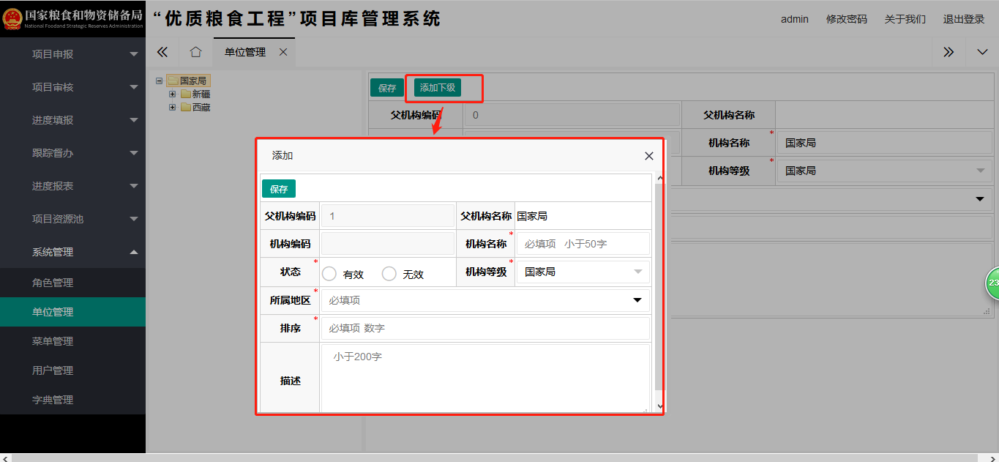 国家粮食和物资储备局
National Foodand Strategic Reserves Administration
“优质粮食工程”项目库管理系统
admin 修改密码 关于我们 退出登录
单位管理
项目申报
项目审核
进度填报
跟踪督办
进度报表
项目资源池
系统管理
角色管理
单位管理
菜单管理
用户管理
字典管理
国家局
新疆
西藏
保存 添加下级
父机构编码 0 父机构名称
* 机构名称 国家局
* 机构等级 国家局
添加
保存
父机构编码 1 父机构名称 国家局
机构编码 机构名称 * 必填项 小于50字
状态 * 有效 无效 机构等级 * 国家局
所属地区 * 必填项
排序 * 必填项 数字
描述 小于200字
23